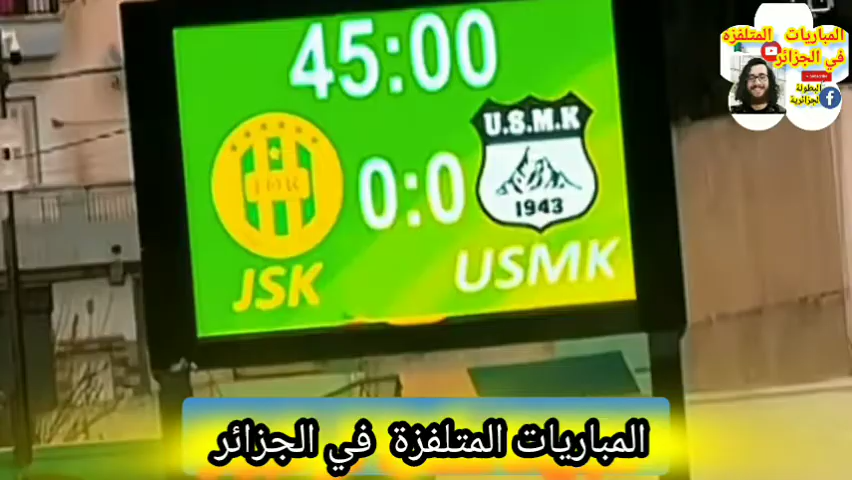 45:00
U.S.M.K
1943
0:0
JSK
USMK
المباريات المتلفزه
في الجزائر
البطولة
الجزائرية
المباريات المتلفزة في الجزائر